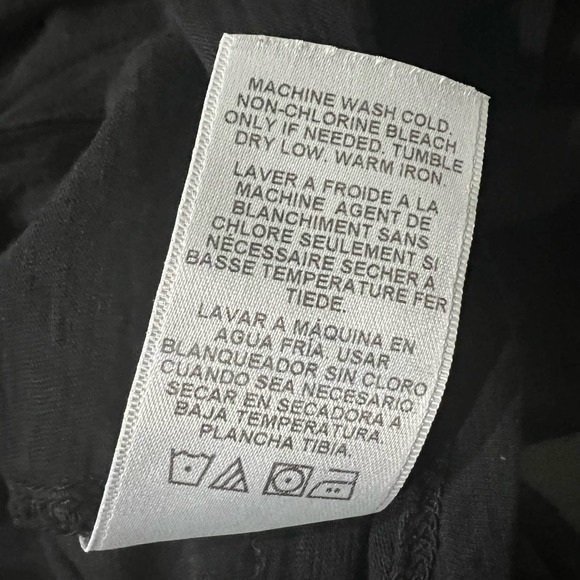 MACHINE WASH COLD.
NON-CHLORINE BLEACH
ONLY IF NEEDED. TUMBLE
DRY LOW. WARM IRON.
LAVER A FROIDE A LA
MACHINE AGENT DE
BLANCHIMENT SANS
CHLORE SEULEMENT SI
NÉCESSAIRE SECHER A
BASSE TEMPERATURE FER
TIEDE.
LAVAR A MÁQUINA EN
AGUA FRÍA. USAR
BLANQUEADOR SIN CLORO
CUANDO SEA NECESARIO
SECAR EN SECADORA A
BAJA TEMPERATURA.
PLANCHA TIBIA.